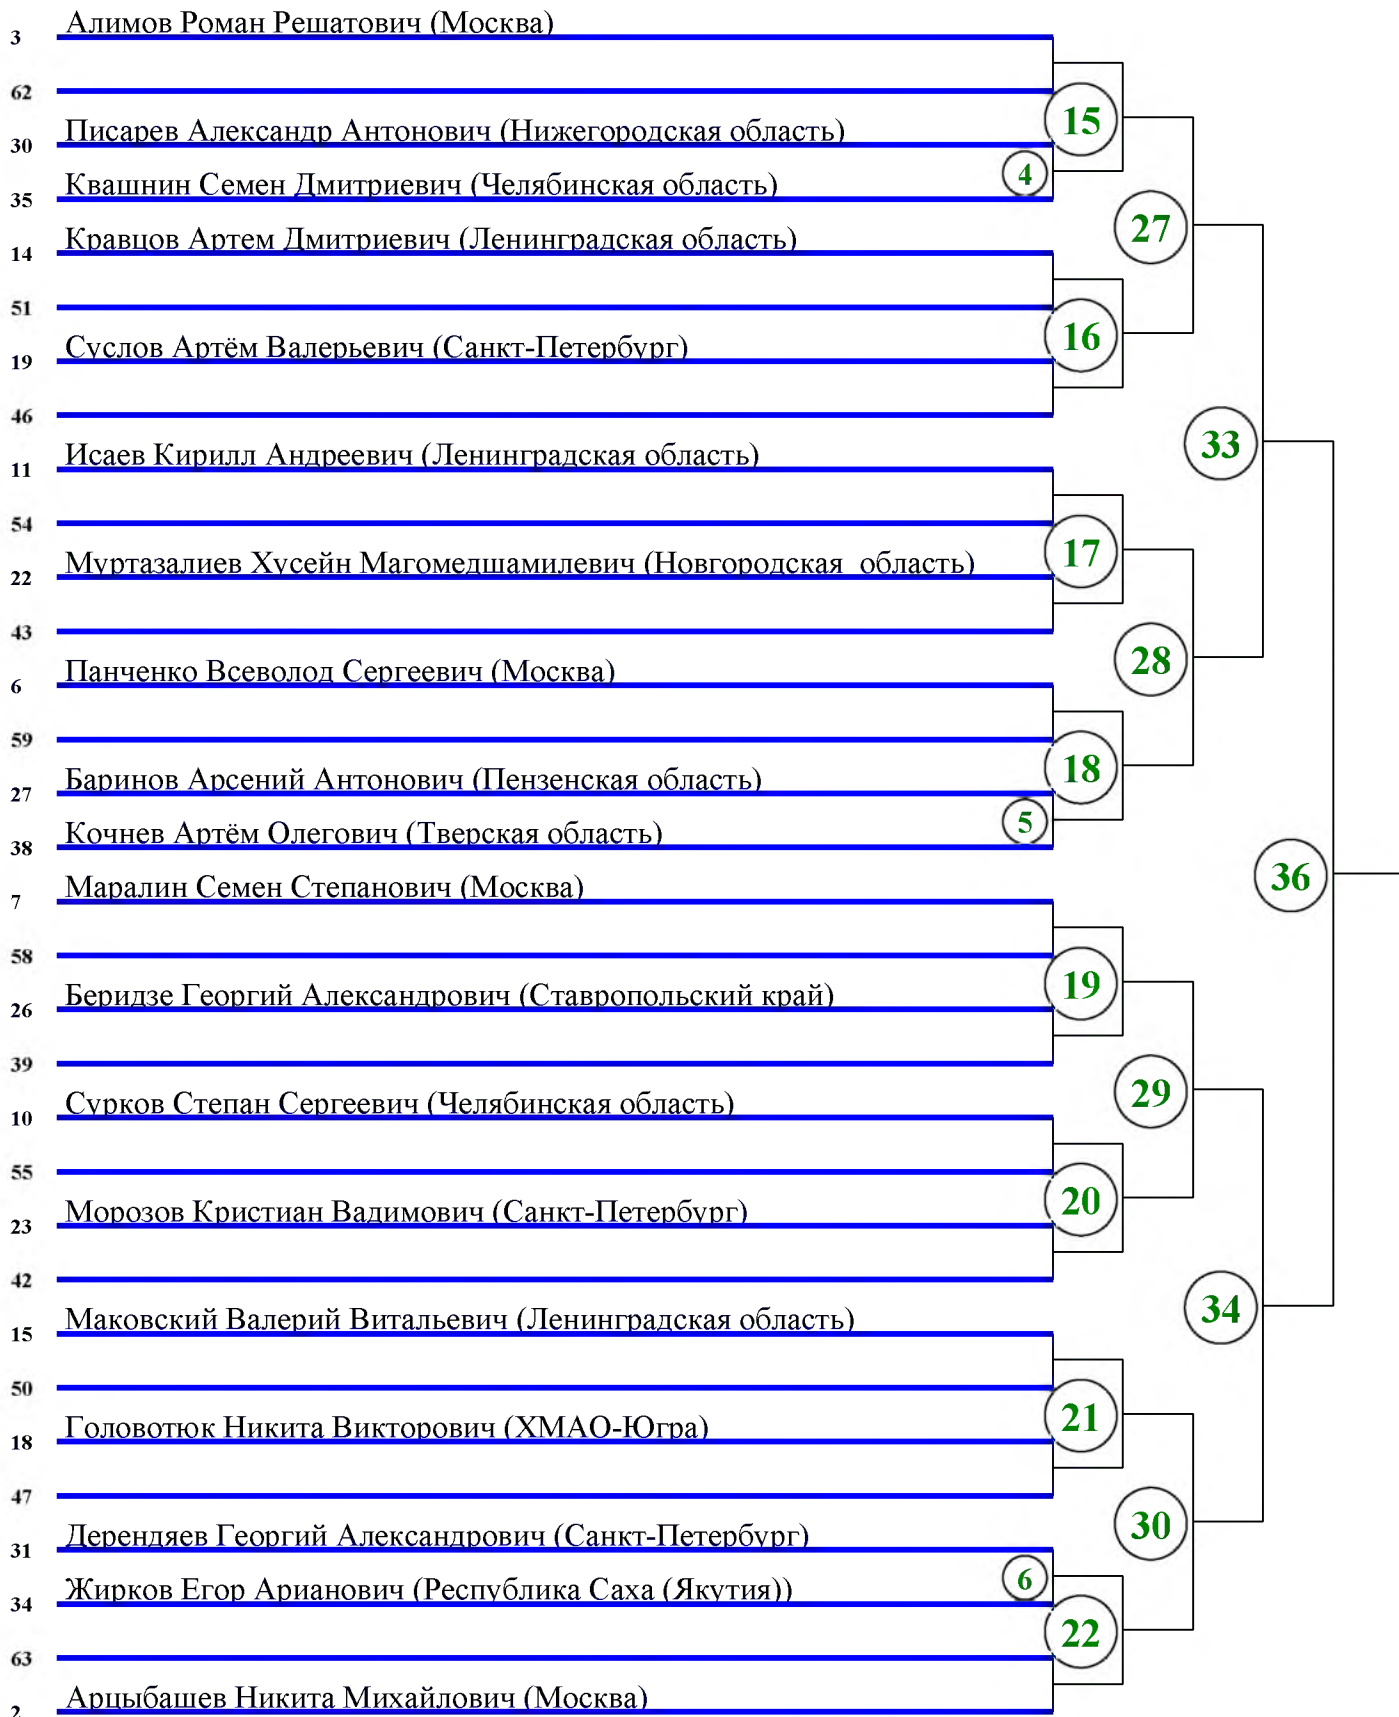 Алимов Роман Решатович (Москва)
3
62
15
Писарев Александр Антонович (Нижегородская область)
30
4
Квашнин Семен Дмитриевич (Челябинская область)
35
27
Кравцов Артем Дмитриевич (Ленинградская область)
14
51
16
Суслов Артём Валерьевич (Санкт-Петербург)
19
46
33
Исаев Кирилл Андреевич (Ленинградская область)
11
54
17
Муртазалиев Хусейн Магомедшамилевич (Новгородская область)
22
43
28
Панченко Всеволод Сергеевич (Москва)
6
59
18
Баринов Арсений Антонович (Пензенская область)
27
5
Кочнев Артём Олегович (Тверская область)
38
36
Маралин Семен Степанович (Москва)
7
58
19
Беридзе Георгий Александрович (Ставропольский край)
26
39
29
Сурков Степан Сергеевич (Челябинская область)
10
55
20
Морозов Кристиан Вадимович (Санкт-Петербург)
23
42
34
Маковский Валерий Витальевич (Ленинградская область)
15
50
21
Головотюк Никита Викторович (ХМАО-Югра)
18
47
30
Дерендяев Георгий Александрович (Санкт-Петербург)
31
6
Жирков Егор Арианович (Республика Саха (Якутия))
34
22
63
Арцыбашев Никита Михайлович (Москва)
2